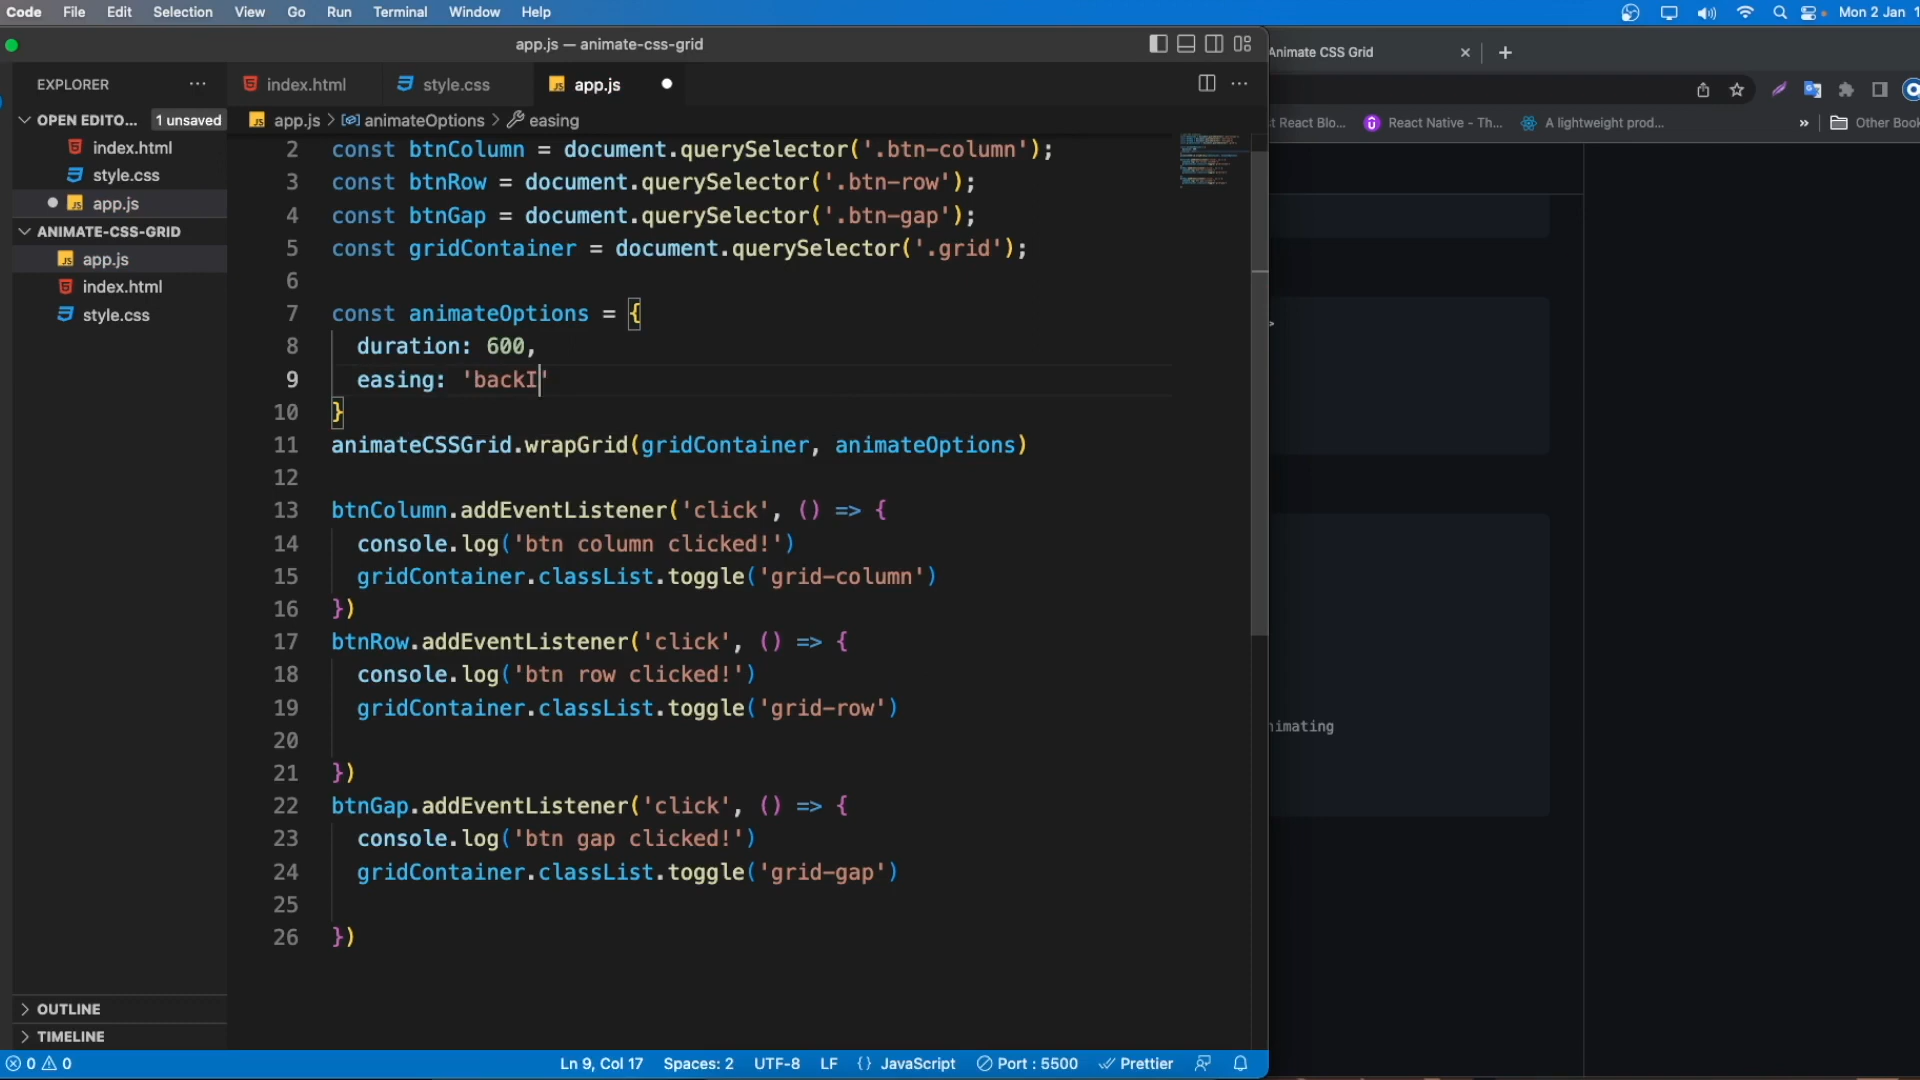 Code File Edit Selection View Go Run Terminal Window Help Mon 2 Jan 1
app.js — animate-css-grid
Animate CSS Grid
EXPLORER
index.html style.css app.js
OPEN EDITO... 1 unsaved
app.js > animateOptions > easing
st React Blo... React Native - Th... A lightweight prod... » Other Book
index.html
style.css
app.js
ANIMATE-CSS-GRID
app.js
index.html
style.css
2 const btnColumn = document.querySelector('.btn-column');
3 const btnRow = document.querySelector('.btn-row');
4 const btnGap = document.querySelector('.btn-gap');
5 const gridContainer = document.querySelector('.grid');
6
7 const animateOptions = {
8 duration: 600,
9 easing: 'backI'
10 }
11 animateCSSGrid.wrapGrid(gridContainer, animateOptions)
12
13 btnColumn.addEventListener('click', () => {
14 console.log('btn column clicked!')
15 gridContainer.classList.toggle('grid-column')
16 })
17 btnRow.addEventListener('click', () => {
18 console.log('btn row clicked!')
19 gridContainer.classList.toggle('grid-row')
20
21 })
22 btnGap.addEventListener('click', () => {
23 console.log('btn gap clicked!')
24 gridContainer.classList.toggle('grid-gap')
25
26 })
>
nimating
OUTLINE
TIMELINE
0 0 Ln 9, Col 17 Spaces: 2 UTF-8 LF {} JavaScript Port : 5500 Prettier